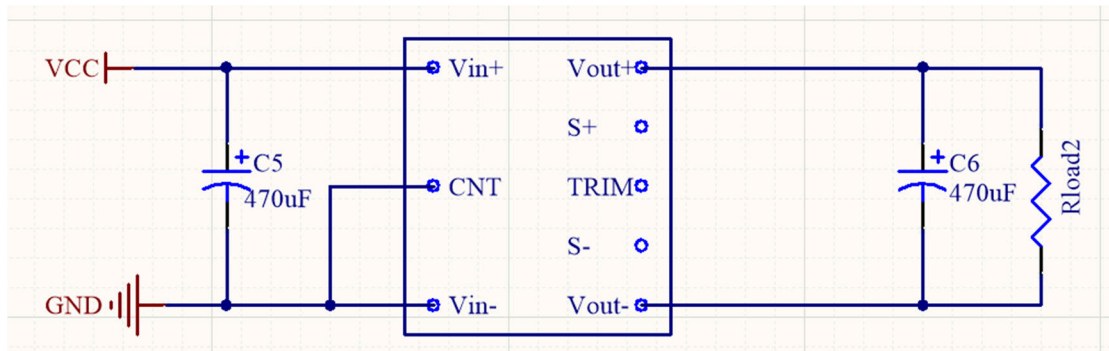 VCC
Vin+
Vout+
S+
C5
470uF
CNT
TRIM
C6
470uF
Rload2
S-
GND
Vin-
Vout-